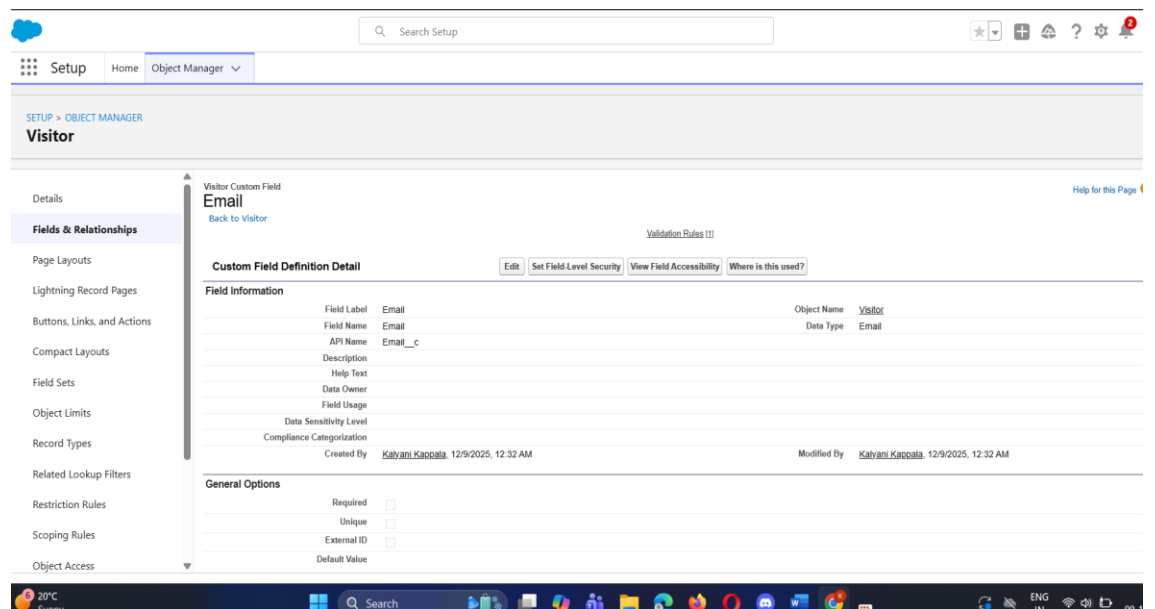 2
Search Setup
Setup Home Object Manager
SETUP > OBJECT MANAGER
Visitor
Details
Fields & Relationships
Page Layouts
Lightning Record Pages
Buttons, Links, and Actions
Compact Layouts
Field Sets
Object Limits
Record Types
Related Lookup Filters
Restriction Rules
Scoping Rules
Object Access
Visitor Custom Field
Email
Back to Visitor
Help for this Page
Validation Rules [1]
Custom Field Definition Detail Edit Set Field-Level Security View Field Accessibility Where is this used?
Field Information
Field Label Email Object Name Visitor
Field Name Email Data Type Email
API Name Email__c
Description
Help Text
Data Owner
Field Usage
Data Sensitivity Level
Compliance Categorization
Created By Kalyani Kappala, 12/9/2025, 12:32 AM Modified By Kalyani Kappala, 12/9/2025, 12:32 AM
General Options
Required
Unique
External ID
Default Value
6 20°C
Search
ENG